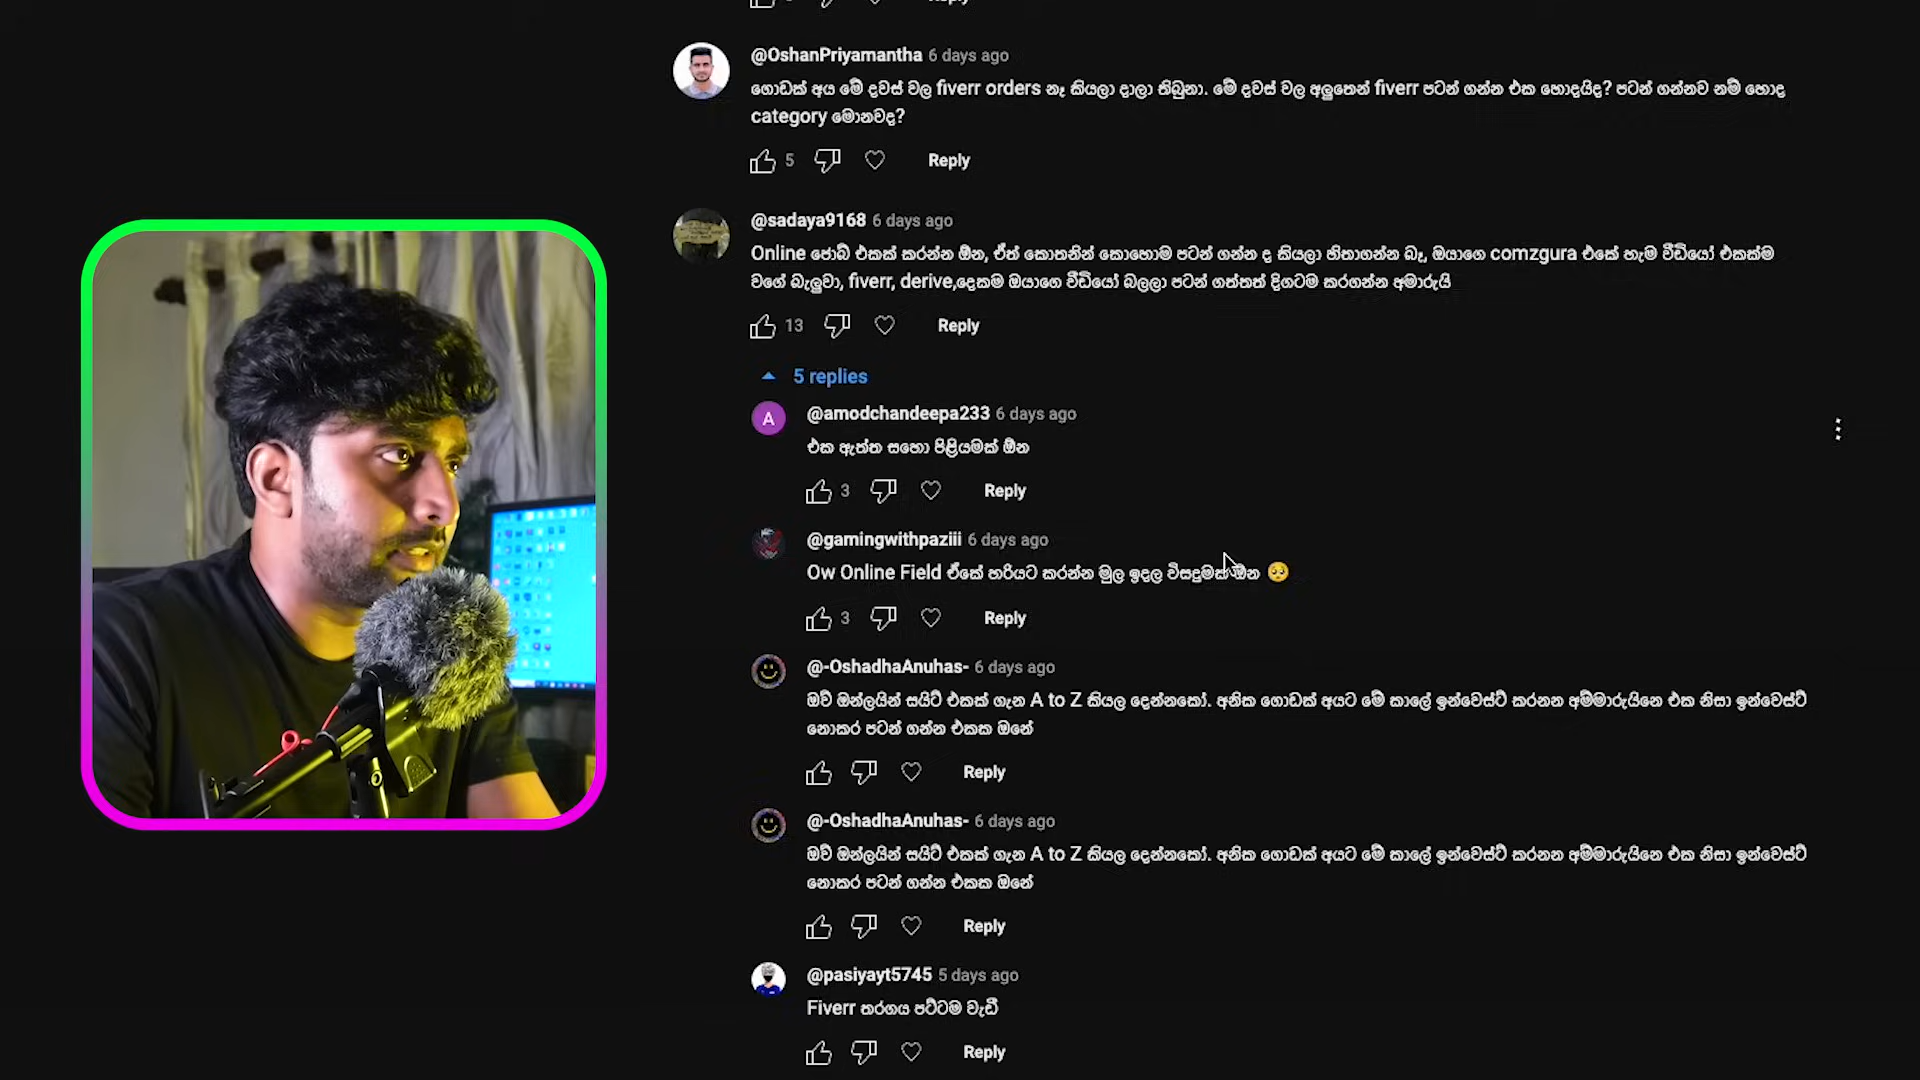 Reply
@OshanPriyamantha 6 days ago
ගොඩක් අය මේ දවස් වල fiverr orders නෑ කියලා දාලා තිබුනා. මේ දවස් වල අලුතෙන් fiverr පටන් ගන්න එක හොදයිද? පටන් ගන්නව නම් හොද
category මොනවද?
5 Reply
@sadaya9168 6 days ago
Online ජොබ් එකක් කරන්න ඕන, ඒත් කොතනින් කොහොම පටන් ගන්න ද කියලා හිතාගන්න බෑ, ඔයාගෙ comzgura එසේ හැම වීඩියෝ එකක්ම
වගේ බැලුවා, fiverr, derive,දෙකම ඔයාගෙ වීඩියෝ බලලා පටන් ගත්තත් දිගටම කරගන්න අමාරුයි
13 Reply
5 replies
A @amodchandeepa233 6 days ago
එක ඇත්ත සහො පිළියමක් ඕන
3 Reply
@gamingwithpaziii 6 days ago
Ow Online Field ඒකේ හරියට කරන්න මුල ඉදල විසදුමක් ඕන 🥺
3 Reply
@-OshadhaAnuhas- 6 days ago
ඔව් ඔන්ලයින් සයිට් එකක් ගැන A to Z කියල දෙන්නකෝ. අනික ගොඩක් අයට මේ කාලේ ඉන්වෙස්ට් කරනන අම්මාරුයිනෙ එක නිසා ඉන්වෙස්ට්
නොකර පටන් ගන්න එකක ඔනේ
Reply
@-OshadhaAnuhas- 6 days ago
ඔව් ඔන්ලයින් සයිට් එකක් ගැන A to Z කියල දෙන්නකෝ. අනික ගොඩක් අයට මේ කාලේ ඉන්වෙස්ට් කරනන අම්මාරුයිනෙ එක නිසා ඉන්වෙස්ට්
නොකර පටන් ගන්න එකක ඔනේ
Reply
@pasiyayt5745 5 days ago
Fiverr තරගය පට්ටම වැඩී
Reply